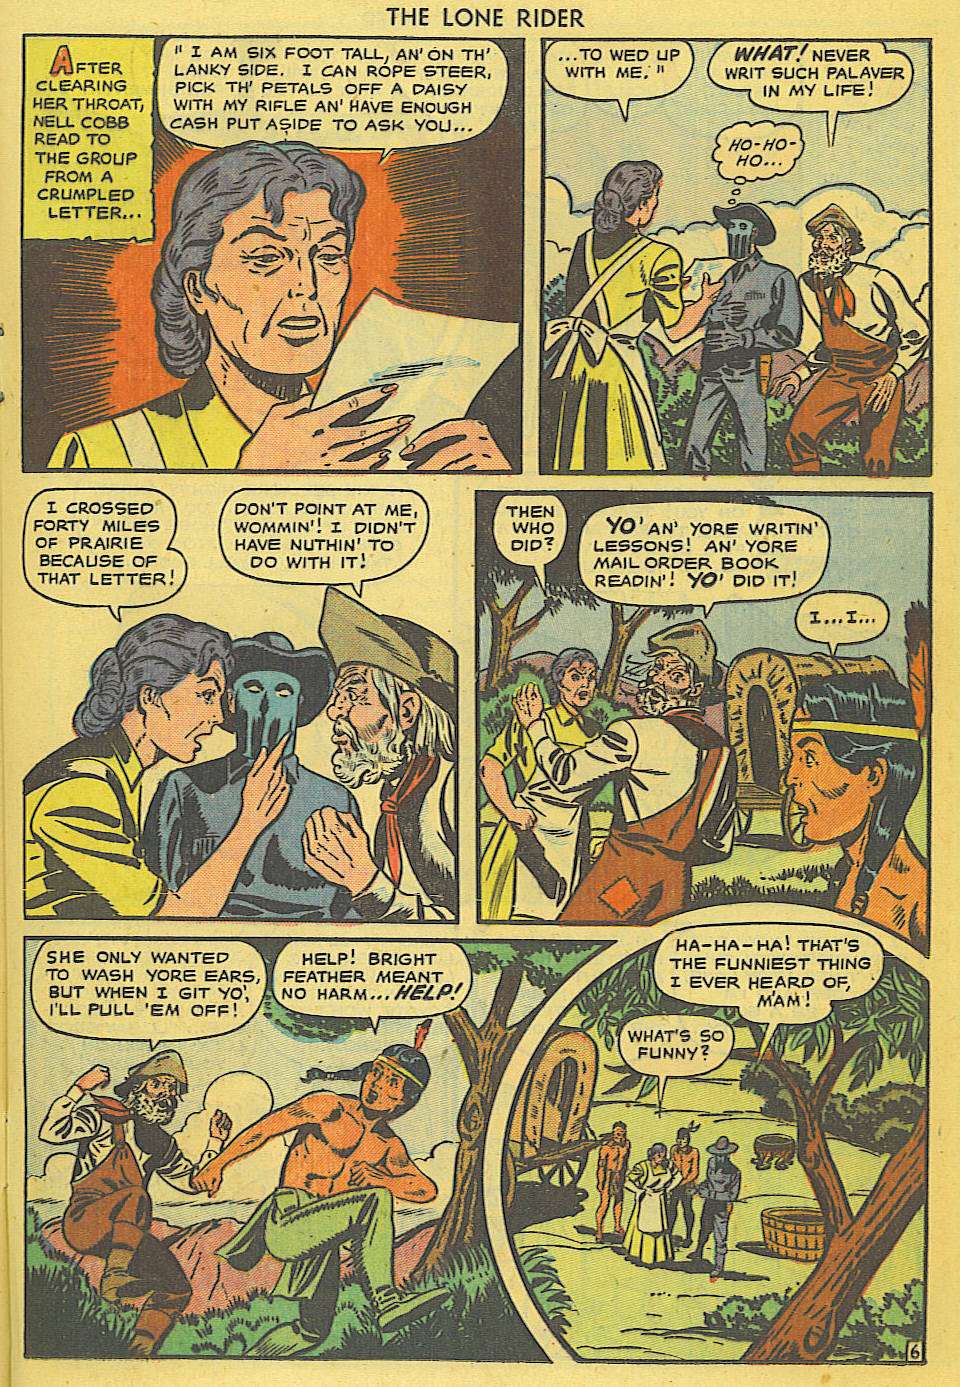 THE LONE RIDER
AFTER
CLEARING
HER THROAT,
NELL COBB
READ TO
THE GROUP
FROM A
CRUMPLED
LETTER...
"I AM SIX FOOT TALL, AN' ON TH'
LANKY SIDE. I CAN ROPE STEER,
PICK TH' PETALS OFF A DAISY
WITH MY RIFLE AN' HAVE ENOUGH
CASH PUT ASIDE TO ASK YOU...
...TO WED UP
WITH ME."
WHAT! NEVER
WRIT SUCH PALAVER
IN MY LIFE!
HO-HO-
HO...
I CROSSED
FORTY MILES
OF PRAIRIE
BECAUSE OF
THAT LETTER!
DON'T POINT AT ME,
WOMMIN'! I DIDN'T
HAVE NUTHIN' TO
DO WITH IT!
THEN
WHO
DID?
YO' AN' YORE WRITIN'
LESSONS! AN' YORE
MAIL ORDER BOOK
READIN'! YO' DID IT!
I...I...
SHE ONLY WANTED
TO WASH YORE EARS,
BUT WHEN I GIT YO',
I'LL PULL 'EM OFF!
HELP! BRIGHT
FEATHER MEANT
NO HARM...HELP!
HA-HA-HA! THAT'S
THE FUNNIEST THING
I EVER HEARD OF,
M'AM!
WHAT'S SO
FUNNY?
6